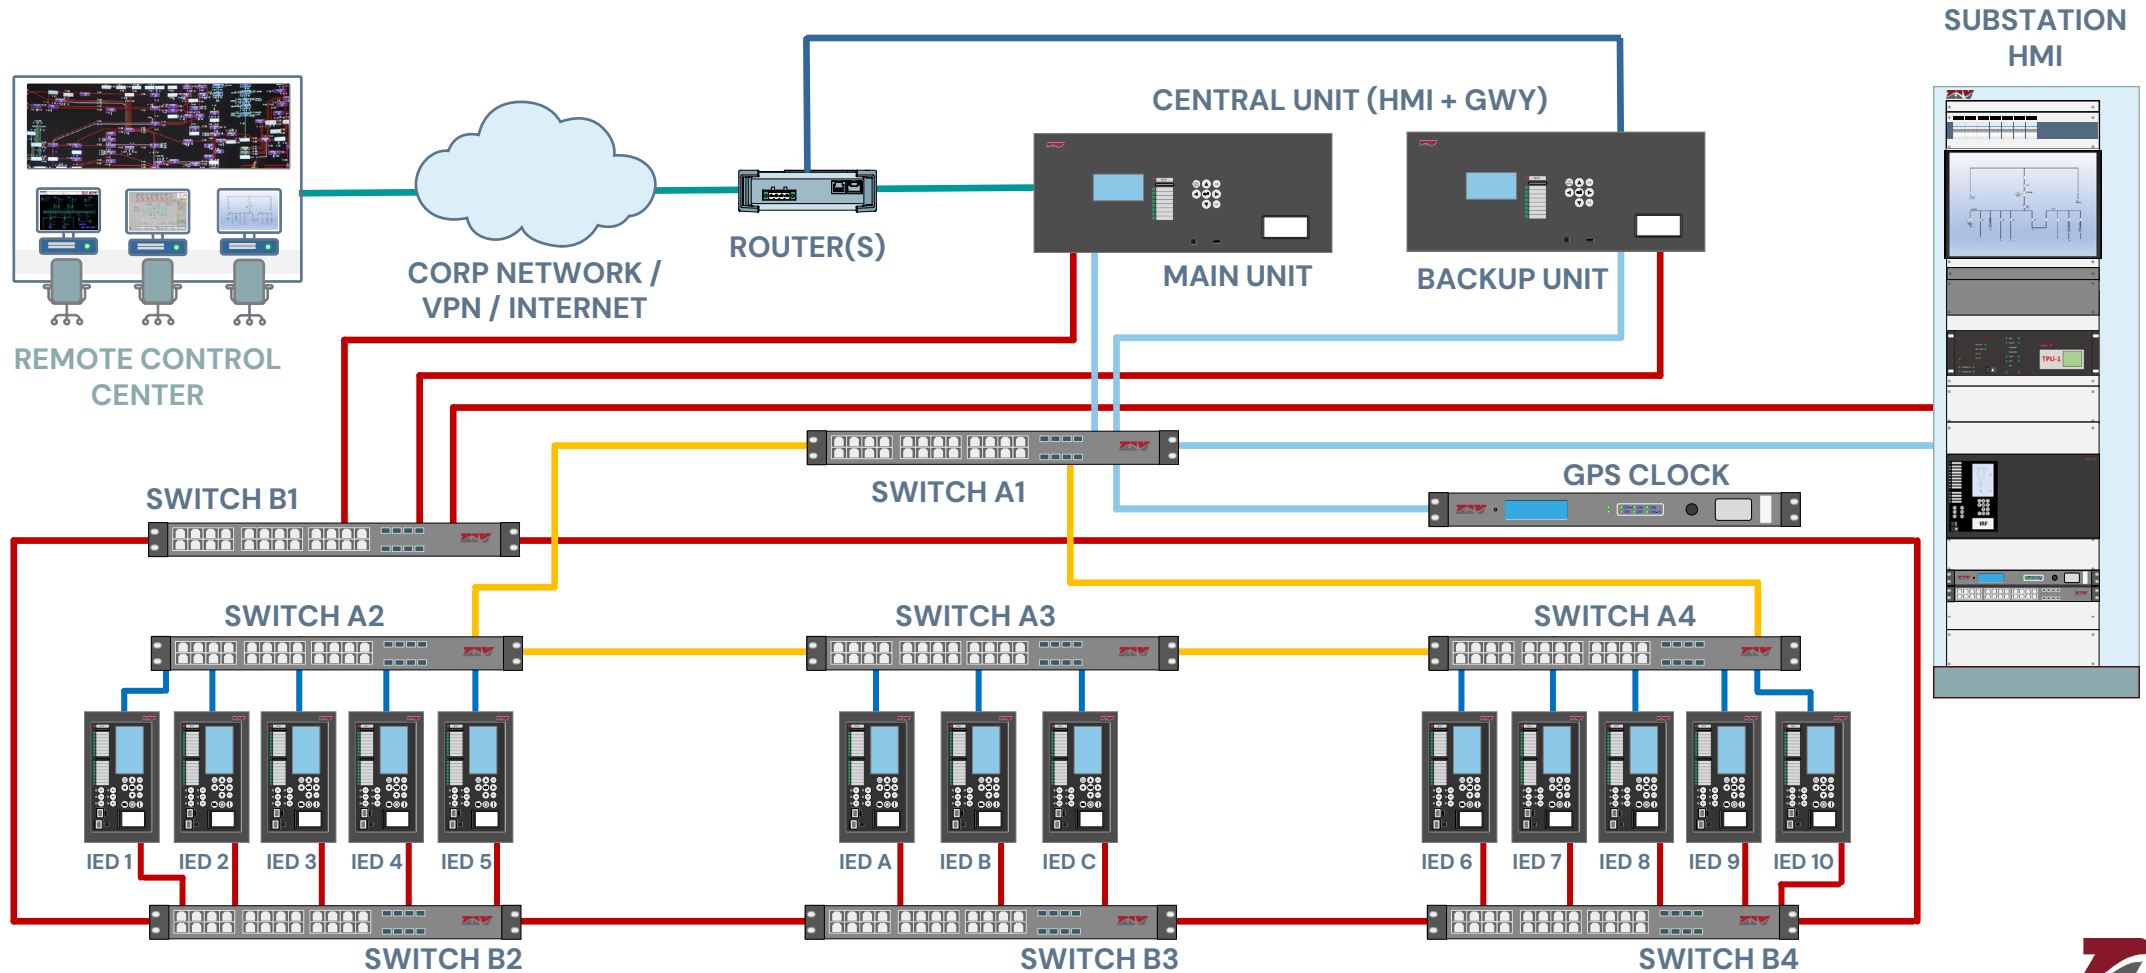 SUBSTATION
HMI
CENTRAL UNIT (HMI + GWY)
ROUTER(S)
MAIN UNIT
BACKUP UNIT
CORP NETWORK /
VPN / INTERNET
REMOTE CONTROL
CENTER
TPU-1
SWITCH B1
SWITCH A1
GPS CLOCK
IRF
SWITCH A2
SWITCH A3
SWITCH A4
IED 1
IED 2
IED 3
IED 4
IED 5
IED A
IED B
IED C
IED 6
IED 7
IED 8
IED 9
IED 10
SWITCH B2
SWITCH B3
SWITCH B4